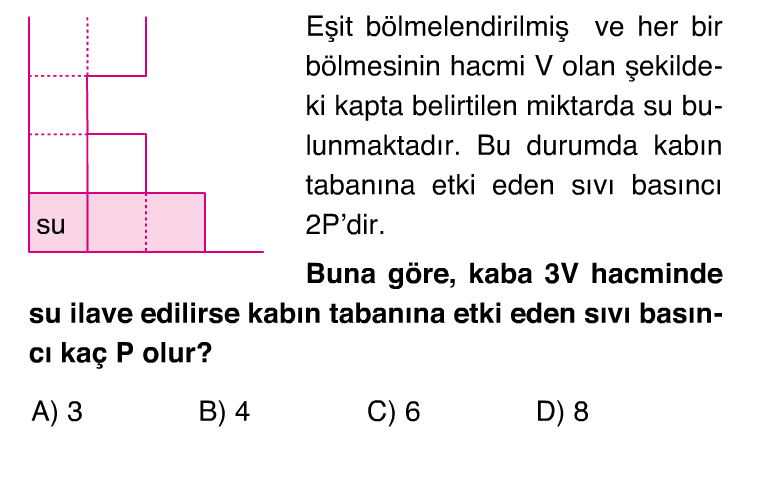 Eşit bölmelendirilmiş ve her bir
bölmesinin hacmi V olan şekilde-
ki kapta belirtilen miktarda su bu-
lunmaktadır. Bu durumda kabın
tabanına etki eden sıvı basıncı
2P’dir.
su
Buna göre, kaba 3V hacminde
su ilave edilirse kabın tabanına etki eden sıvı basın-
cı kaç P olur?
A) 3 B) 4 C) 6 D) 8